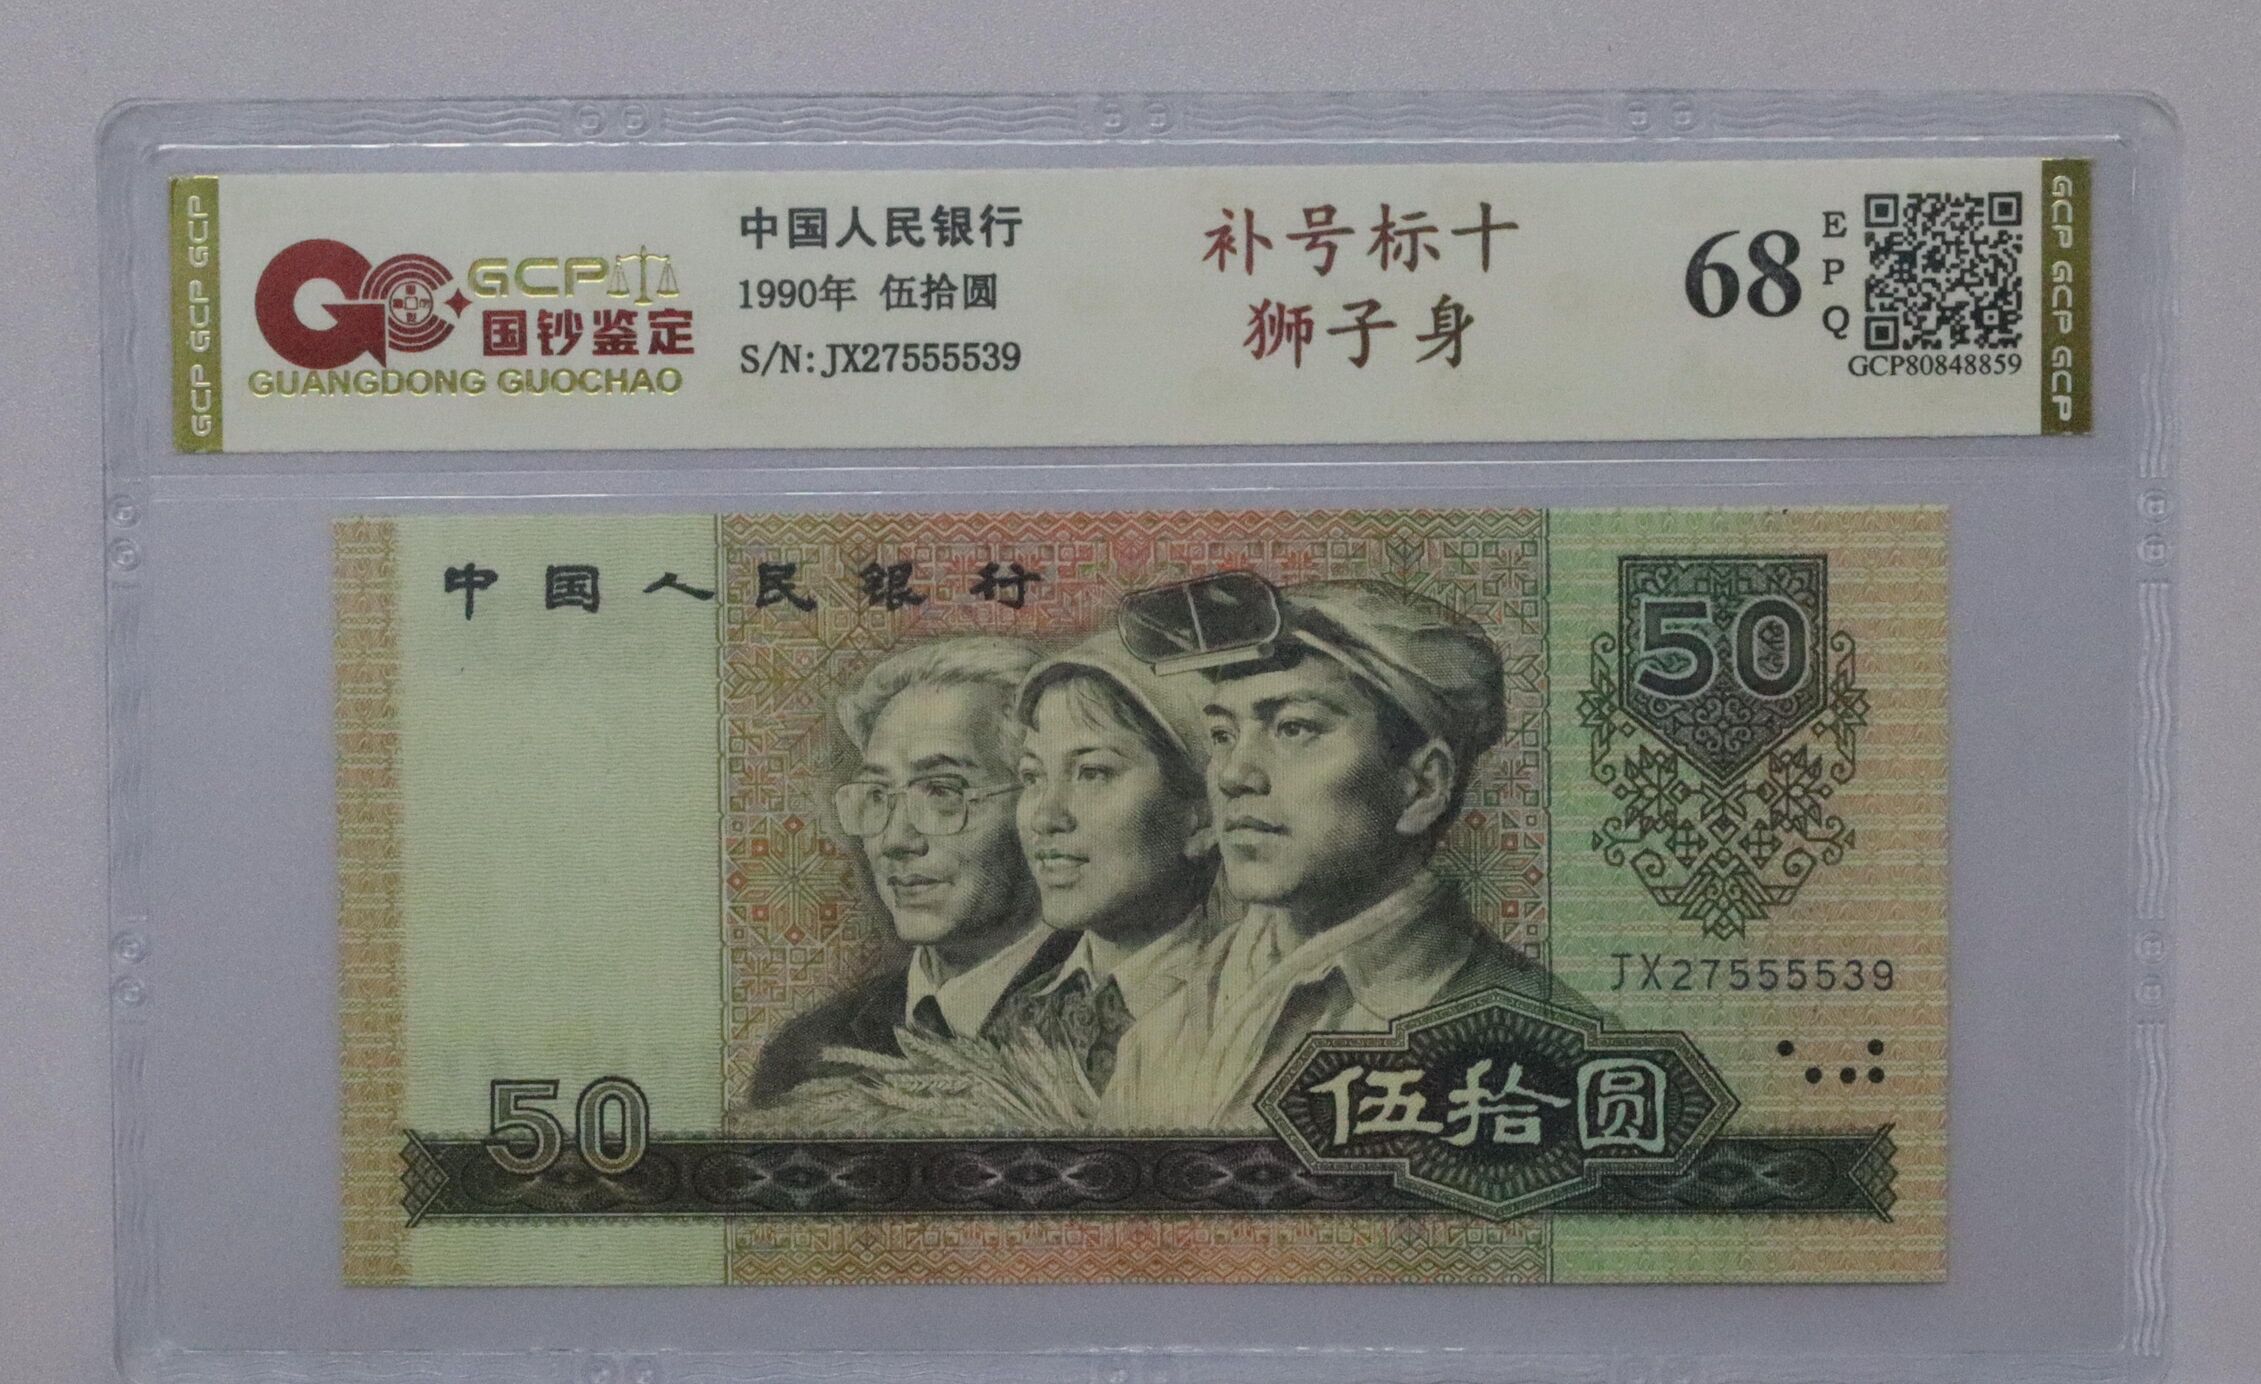 GCP GCP GCP
GCP
国钞鉴定
GUANGDONG GUOCHAO
中国人民银行
1990年 伍拾圆
S/N:JX27555539
补号标十
狮子身
68
EPQ
GCP80848859
GCP GCP GCP
中国人民银行
50
JX27555539
50
伍拾圆